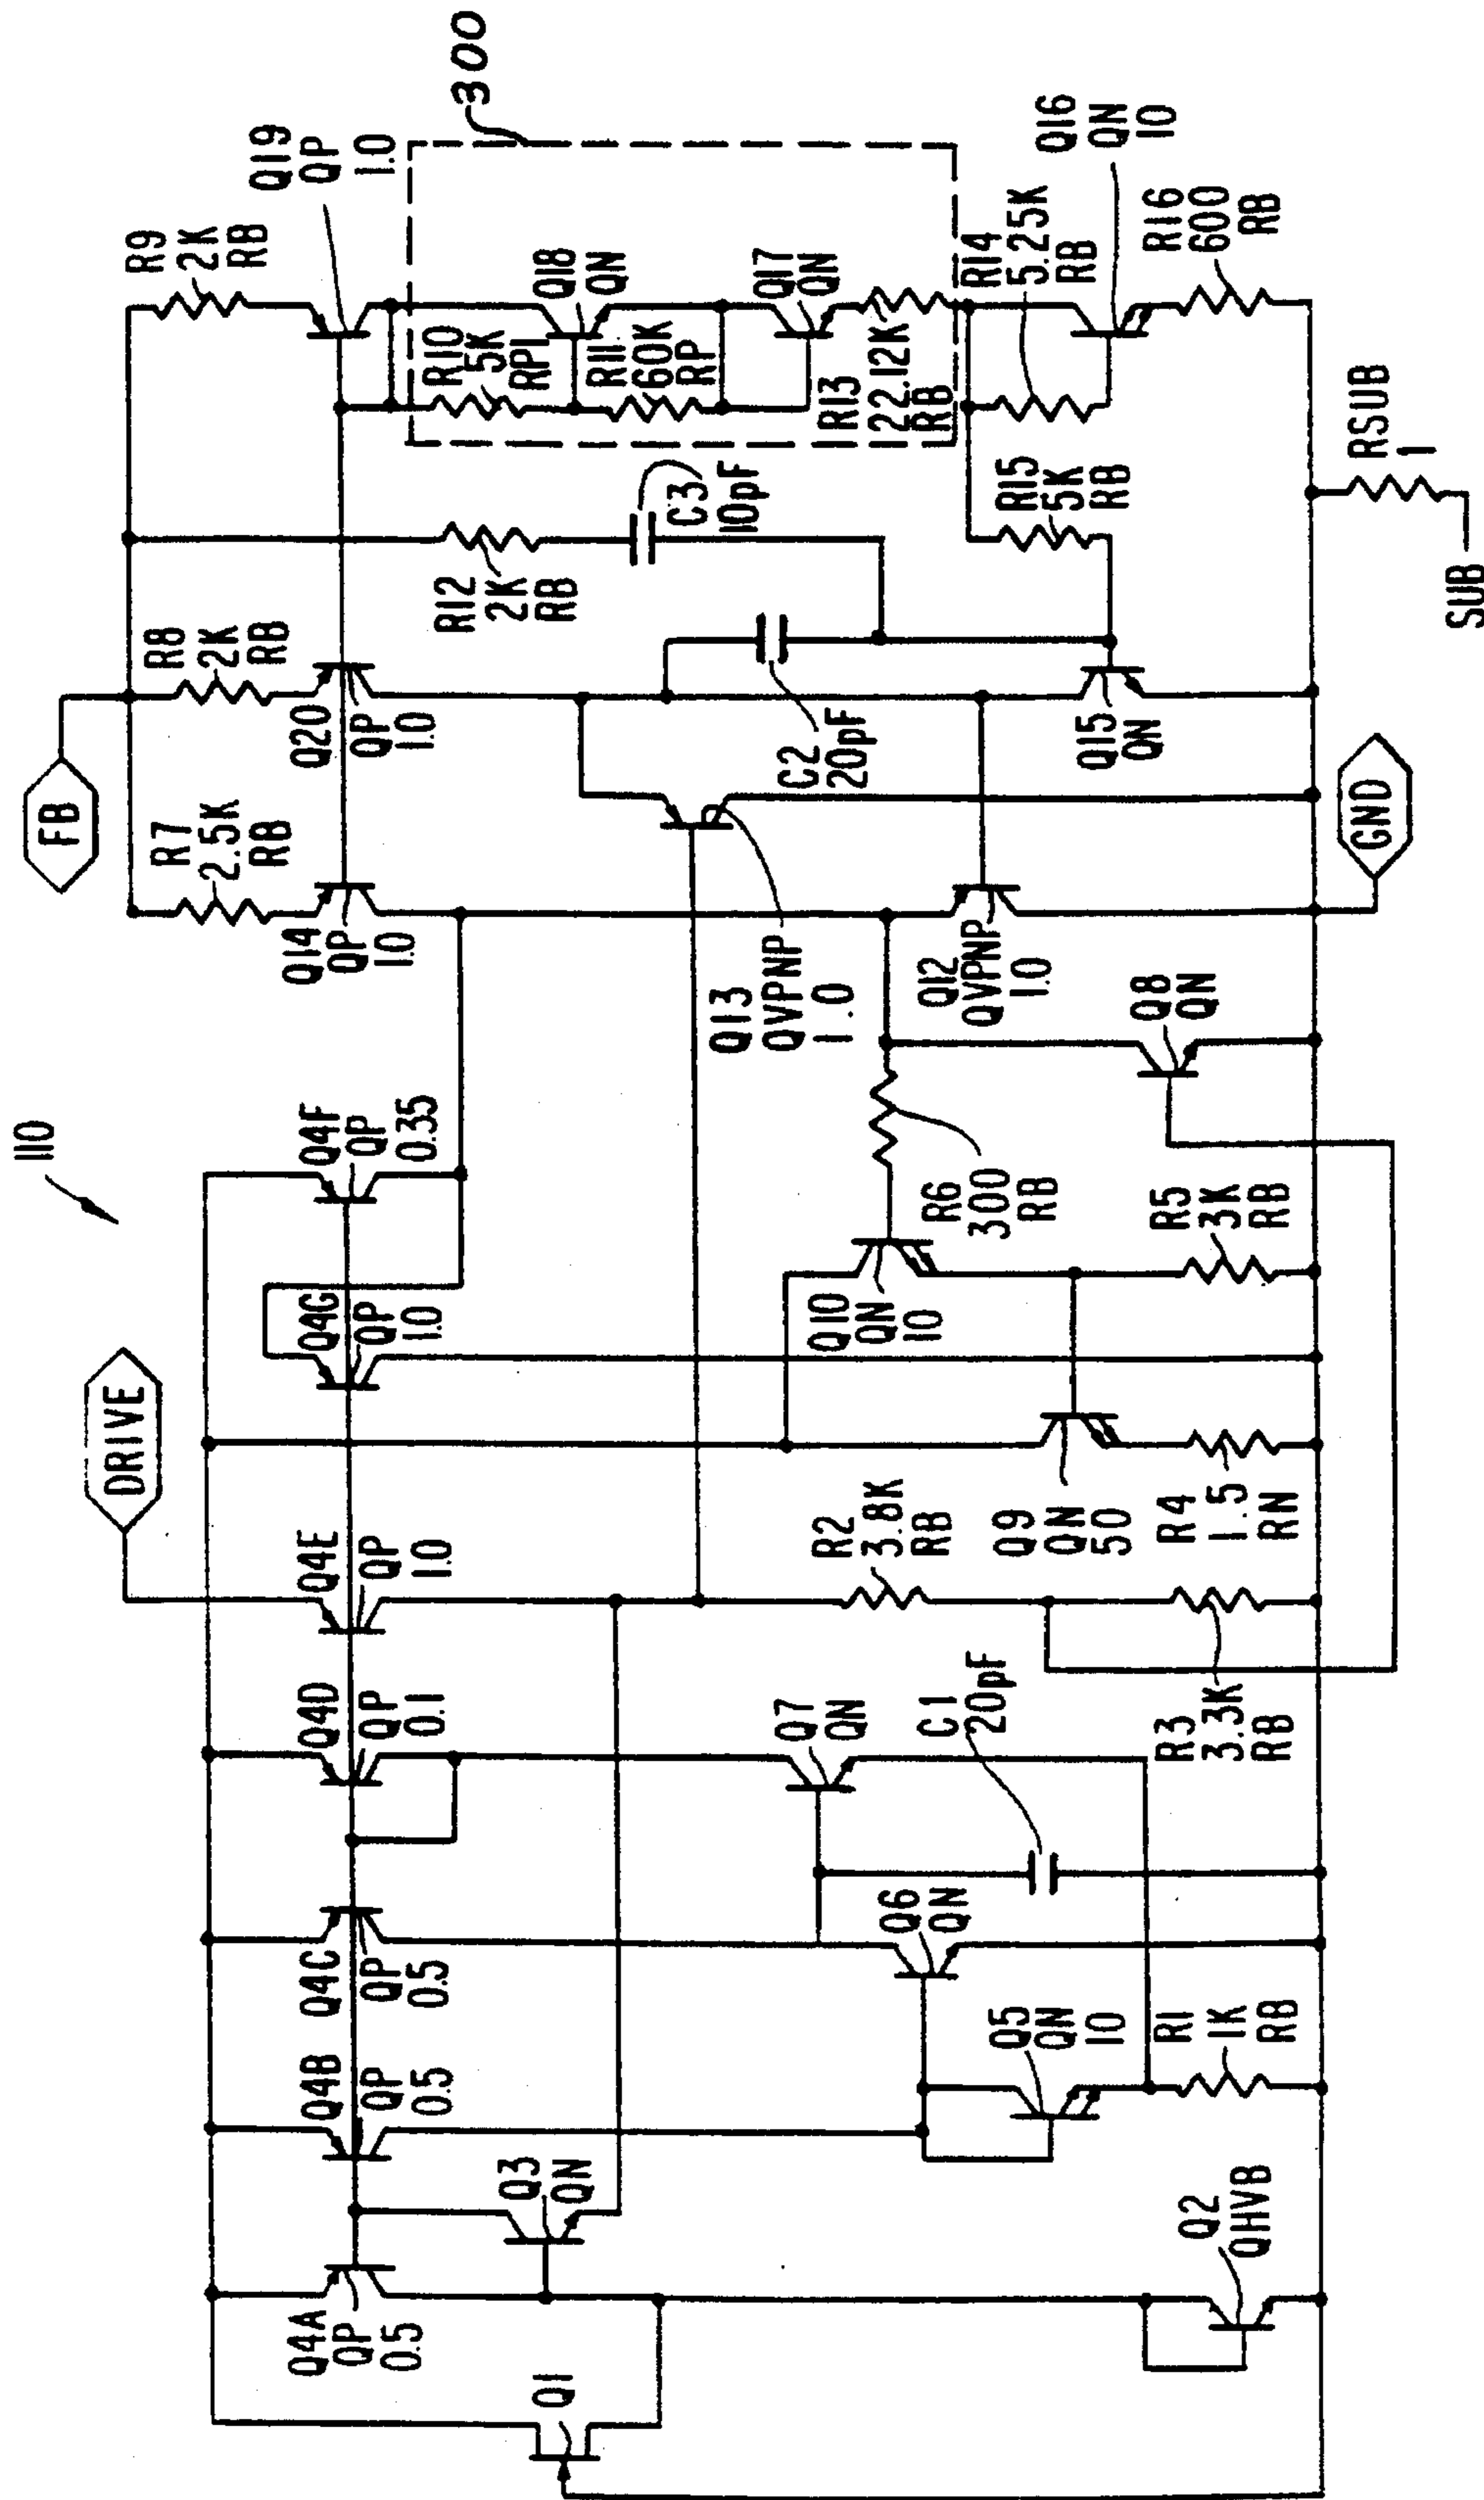 110
DRIVE
FB
300
Q4A
QP
0.5
Q4B
QP
0.5
Q4C
QP
0.5
Q4D
QP
0.1
Q4E
QP
1.0
Q4G
QP
1.0
Q4F
QP
0.35
Q14
QP
1.0
R7
2.5K
RB
Q20
QP
1.0
R8
2K
RB
R9
2K
RB
Q19
QP
1.0
Q1
Q3
QN
Q7
QN
R2
3.8K
RB
Q10
QN
10
R6
300
RB
Q13
QVPNP
1.0
C2
20pF
R12
2K
RB
C3
10pF
R10
5K
RP1
R11
60K
RP
Q18
QN
Q17
QN
R13
22.12K
RB
Q2
QHVB
Q5
QN
10
R1
1K
RB
Q6
QN
C1
20pF
R3
3.3K
RB
Q9
QN
50
R4
1.5
RN
R5
3K
RB
Q12
QVPNP
1.0
Q8
QN
Q15
QN
R15
5K
RB
R14
5.25K
RB
Q16
QN
10
R16
600
RB
GND
RSUB
1
SUB